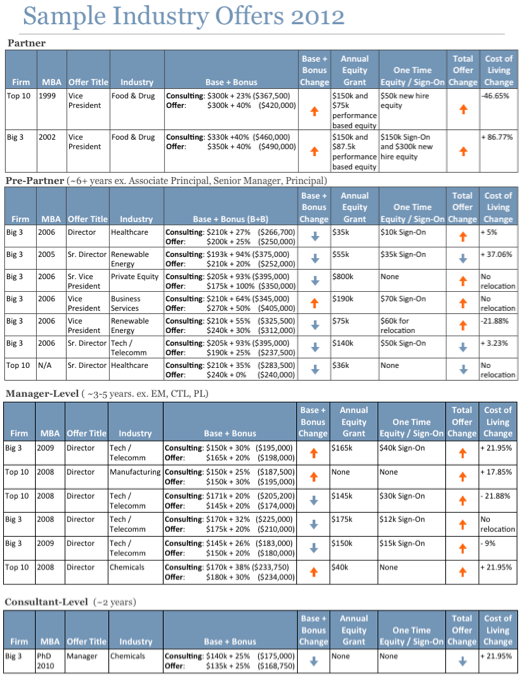 Sample Industry Offers 2012
Partner
Firm MBA Offer Title Industry Base + Bonus Base + Bonus Change Annual Equity Grant One Time Equity / Sign-On Total Offer Change Cost of Living Change
Top 10 1999 Vice President Food & Drug Consulting: $300k + 23% ($367,500) $150k and $75k performance based equity $50k new hire equity -46.65%
Offer: $300k + 40% ($420,000)
Big 3 2002 Vice President Food & Drug Consulting: $330k +40% ($460,000) $150k and $87.5k performance based equity $150k Sign-On and $300k new hire equity + 86.77%
Offer: $350k + 40% ($490,000)
Pre-Partner (~6+ years ex. Associate Principal, Senior Manager, Principal)
Firm MBA Offer Title Industry Base + Bonus (B+B) Base + Bonus Change Annual Equity Grant One Time Equity / Sign-On Total Offer Change Cost of Living Change
Big 3 2006 Director Healthcare Consulting: $210k + 27% ($266,700) $35k $10k Sign-On + 5%
Offer: $200k + 25% ($250,000)
Big 3 2005 Sr. Director Renewable Energy Consulting: $193k + 94% ($375,000) $55k $35k Sign-On + 37.06%
Offer: $210k + 20% ($252,000)
Big 3 2006 Sr. Vice President Private Equity Consulting: $205k + 93% ($395,000) $800k None No relocation
Offer: $175k + 100% ($350,000)
Big 3 2006 Vice President Business Services Consulting: $210k + 64% ($345,000) $190k $70k Sign-On No relocation
Offer: $270k + 50% ($405,000)
Big 3 2006 Vice President Renewable Energy Consulting: $210k + 55% ($325,500) $75k $60k for relocation -21.88%
Offer: $240k + 30% ($312,000)
Big 3 2006 Sr. Director Tech / Telecomm Consulting: $205k + 93% ($395,000) $140k $50k Sign-On + 3.23%
Offer: $190k + 25% ($237,500)
Top 10 N/A Sr. Director Healthcare Consulting: $210k + 35% ($283,500) $36k None No relocation
Offer: $240k + 0% ($240,000)
Manager-Level ( ~3-5 years. ex. EM, CTL, PL)
Firm MBA Offer Title Industry Base + Bonus Base + Bonus Change Annual Equity Grant One Time Equity / Sign-On Total Offer Change Cost of Living Change
Big 3 2009 Director Tech / Telecomm Consulting: $150k + 30% ($195,000) $165k $40k Sign-On + 21.95%
Offer: $165k + 20% ($198,000)
Top 10 2008 Director Manufacturing Consulting: $150k + 25% ($187,500) None None + 17.85%
Offer: $150k + 30% ($195,000)
Top 10 2008 Director Tech / Telecomm Consulting: $171k + 20% ($205,200) $145k $30k Sign-On - 21.88%
Offer: $145k + 20% ($174,000)
Big 3 2008 Director Tech / Telecomm Consulting: $170k + 32% ($225,000) $175k $12k Sign-On No relocation
Offer: $175k + 20% ($210,000)
Big 3 2009 Director Tech / Telecomm Consulting: $145k + 26% ($183,000) $150k $15k Sign-On - 9%
Offer: $150k + 20% ($180,000)
Top 10 2008 Director Chemicals Consulting: $170k + 38% ($233,750) $40k None + 21.95%
Offer: $180k + 30% ($234,000)
Consultant-Level (~2 years)
Firm MBA Offer Title Industry Base + Bonus Base + Bonus Change Annual Equity Grant One Time Equity / Sign-On Total Offer Change Cost of Living Change
Big 3 PhD 2010 Manager Chemicals Consulting: $140k + 25% ($175,000) None None + 21.95%
Offer: $135k + 25% ($168,750)